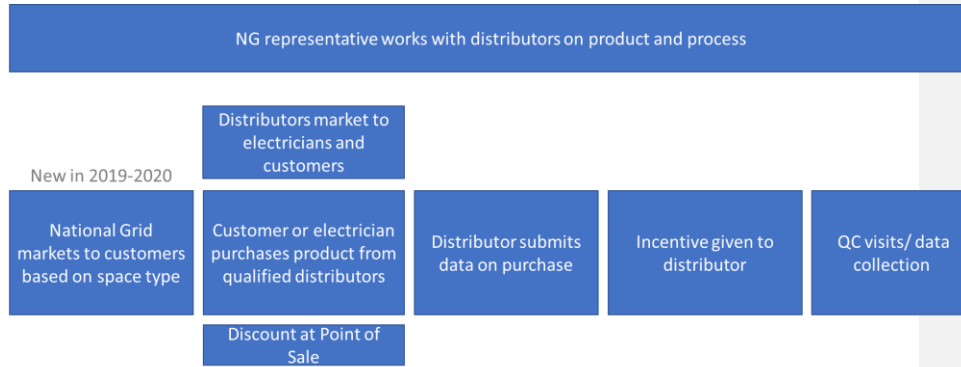 NG representative works with distributors on product and process
Distributors market to
electricians and
customers
New in 2019-2020
National Grid
markets to customers
based on space type
Customer or electrician
purchases product from
qualified distributors
Distributor submits
data on purchase
Incentive given to
distributor
QC visits/ data
collection
Discount at Point of
Sale